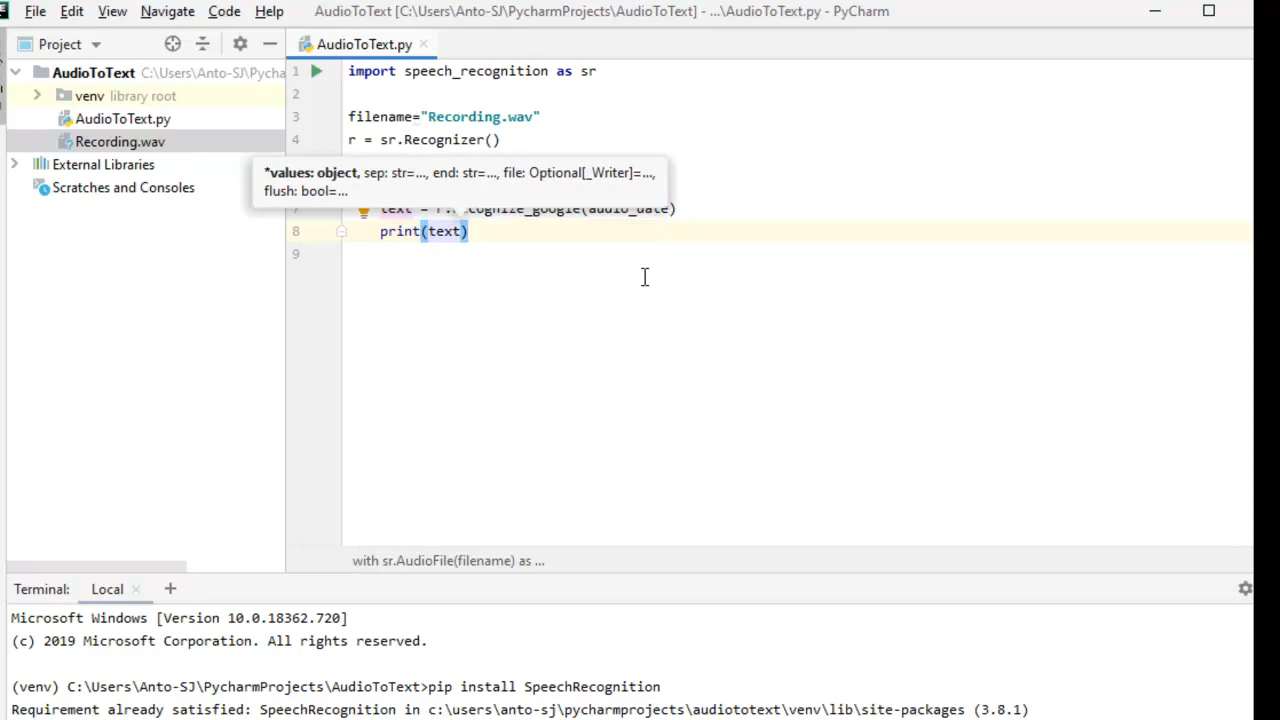 File Edit View Navigate Code Help AudioToText [C:\Users\Anto-SJ\PycharmProjects\AudioToText] - ...\AudioToText.py - PyCharm
Project
AudioToText.py
AudioToText C:\Users\Anto-SJ\Pycha
venv library root
AudioToText.py
Recording.wav
External Libraries
Scratches and Consoles
1 import speech_recognition as sr
2
3 filename="Recording.wav"
4 r = sr.Recognizer()
*values: object, sep: str=..., end: str=..., file: Optional[_Writer]=...,
flush: bool=...
text = r.recognize_google(audio_date)
8 print(text)
9
with sr.AudioFile(filename) as ...
Terminal: Local
Microsoft Windows [Version 10.0.18362.720]
(c) 2019 Microsoft Corporation. All rights reserved.
(venv) C:\Users\Anto-SJ\PycharmProjects\AudioToText>pip install SpeechRecognition
Requirement already satisfied: SpeechRecognition in c:\users\anto-sj\pycharmprojects\audiototext\venv\lib\site-packages (3.8.1)